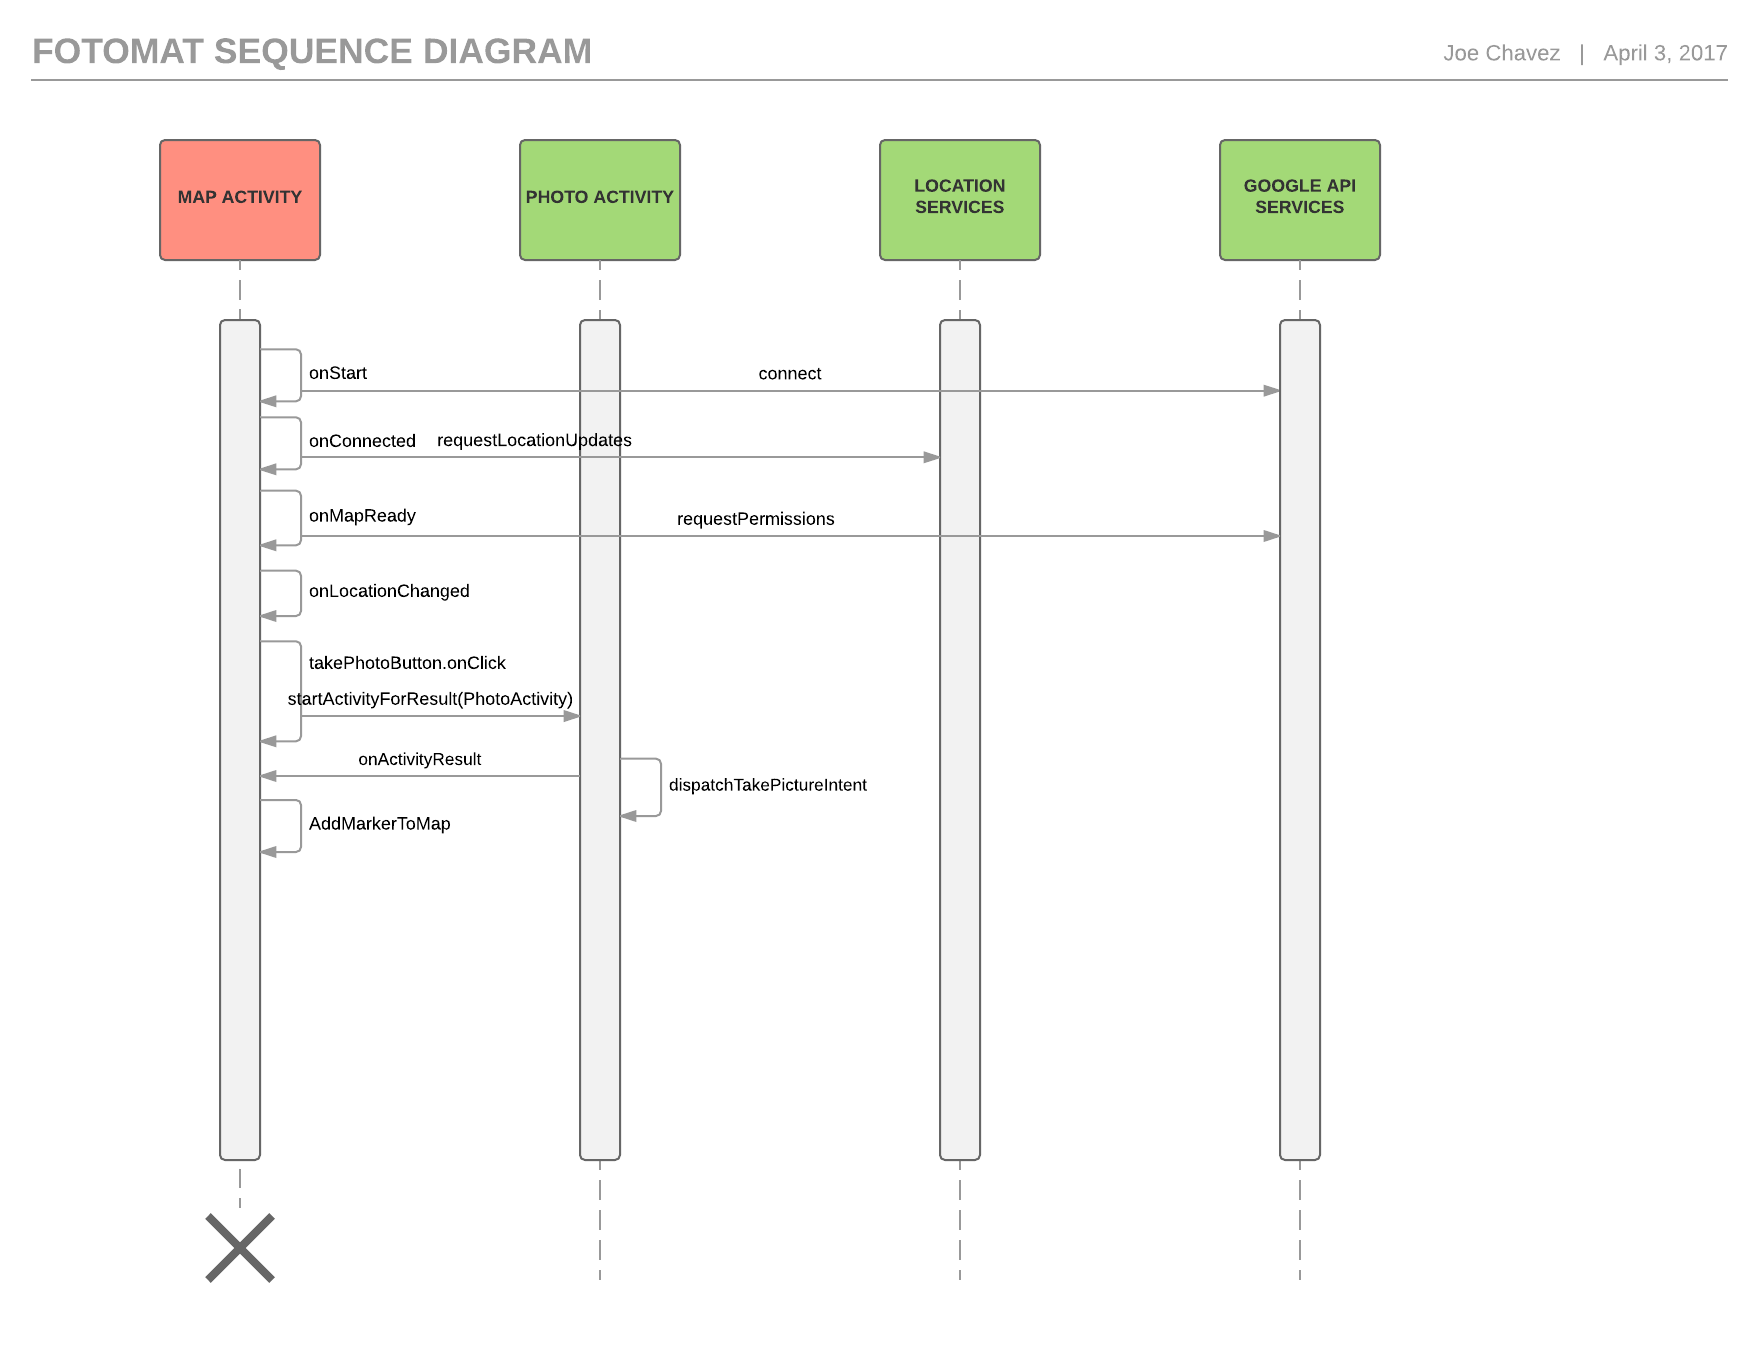 FOTOMAT SEQUENCE DIAGRAM
Joe Chavez | April 3, 2017
MAP ACTIVITY
PHOTO ACTIVITY
LOCATION
SERVICES
GOOGLE API
SERVICES
onStart
connect
onConnected
requestLocationUpdates
onMapReady
requestPermissions
onLocationChanged
takePhotoButton.onClick
startActivityForResult(PhotoActivity)
onActivityResult
dispatchTakePictureIntent
AddMarkerToMap